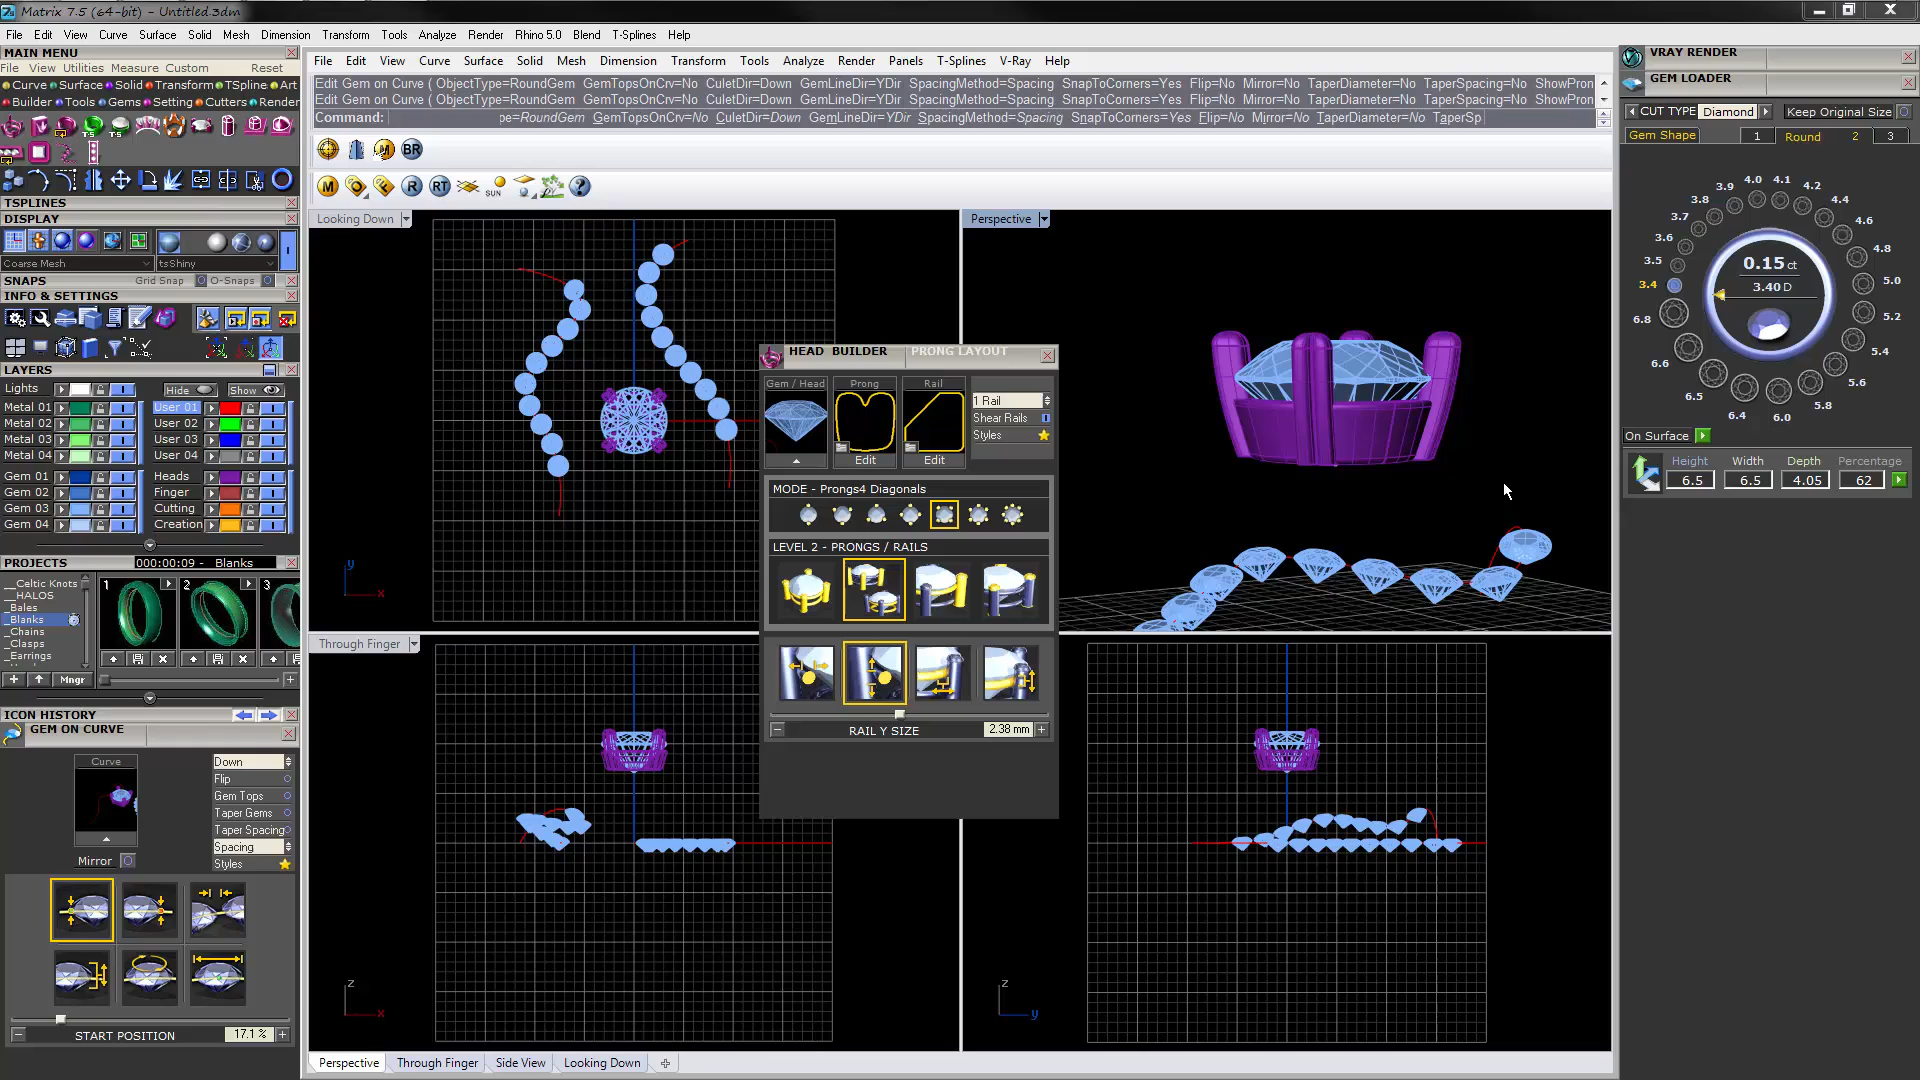 Matrix 7.5 (64-bit) - Untitled.3dm
File Edit View Curve Surface Solid Mesh Dimension Transform Tools Analyze Render Rhino 5.0 Blend T-Splines Help
MAIN MENU
File View Utilities Measure Custom Reset
Curve Surface Solid Transform TSpline Art
Builder Tools Gems Setting Cutters Render
TSPLINES
DISPLAY
Coarse Mesh tsShiny
SNAPS Grid Snap O-Snaps
INFO & SETTINGS
LAYERS
Lights Hide Show
Metal 01 User 01
Metal 02 User 02
Metal 03 User 03
Metal 04 User 04
Gem 01 Heads
Gem 02 Finger
Gem 03 Cutting
Gem 04 Creation
PROJECTS 000:00:09 - Blanks
_Celtic Knots
__HALOS
_Bales
_Blanks
_Chains
_Clasps
_Earrings
1 2 3
Mngr
ICON HISTORY
GEM ON CURVE
Curve
Mirror
Down
Flip
Gem Tops
Taper Gems
Taper Spacing
Spacing
Styles
START POSITION 17.1 %
File Edit View Curve Surface Solid Mesh Dimension Transform Tools Analyze Render Panels T-Splines V-Ray Help
Edit Gem on Curve ( ObjectType=RoundGem GemTopsOnCrv=No CuletDir=Down GemLineDir=YDir SpacingMethod=Spacing SnapToCorners=Yes Flip=No Mirror=No TaperDiameter=No TaperSpacing=No ShowPron
Edit Gem on Curve ( ObjectType=RoundGem GemTopsOnCrv=No CuletDir=Down GemLineDir=YDir SpacingMethod=Spacing SnapToCorners=Yes Flip=No Mirror=No TaperDiameter=No TaperSpacing=No ShowPron
Command: pe=RoundGem GemTopsOnCrv=No CuletDir=Down GemLineDir=YDir SpacingMethod=Spacing SnapToCorners=Yes Flip=No Mirror=No TaperDiameter=No TaperSp
M BR
M R RT SUN ?
Looking Down
y
x
Perspective
Through Finger
z
x
z
y
HEAD BUILDER PRONG LAYOUT
Gem / Head Prong Rail
Edit Edit
1 Rail
Shear Rails
Styles
MODE - Prongs4 Diagonals
LEVEL 2 - PRONGS / RAILS
RAIL Y SIZE 2.38 mm
Perspective Through Finger Side View Looking Down
VRAY RENDER
GEM LOADER
CUT TYPE Diamond Keep Original Size
Gem Shape 1 Round 2 3
3.4 3.5 3.6 3.7 3.8 3.9 4.0 4.1 4.2 4.4 4.6 4.8 5.0 5.2 5.4 5.6 5.8 6.0 6.4 6.5 6.6 6.8
0.15 ct
3.40 D
On Surface
Height Width Depth Percentage
6.5 6.5 4.05 62